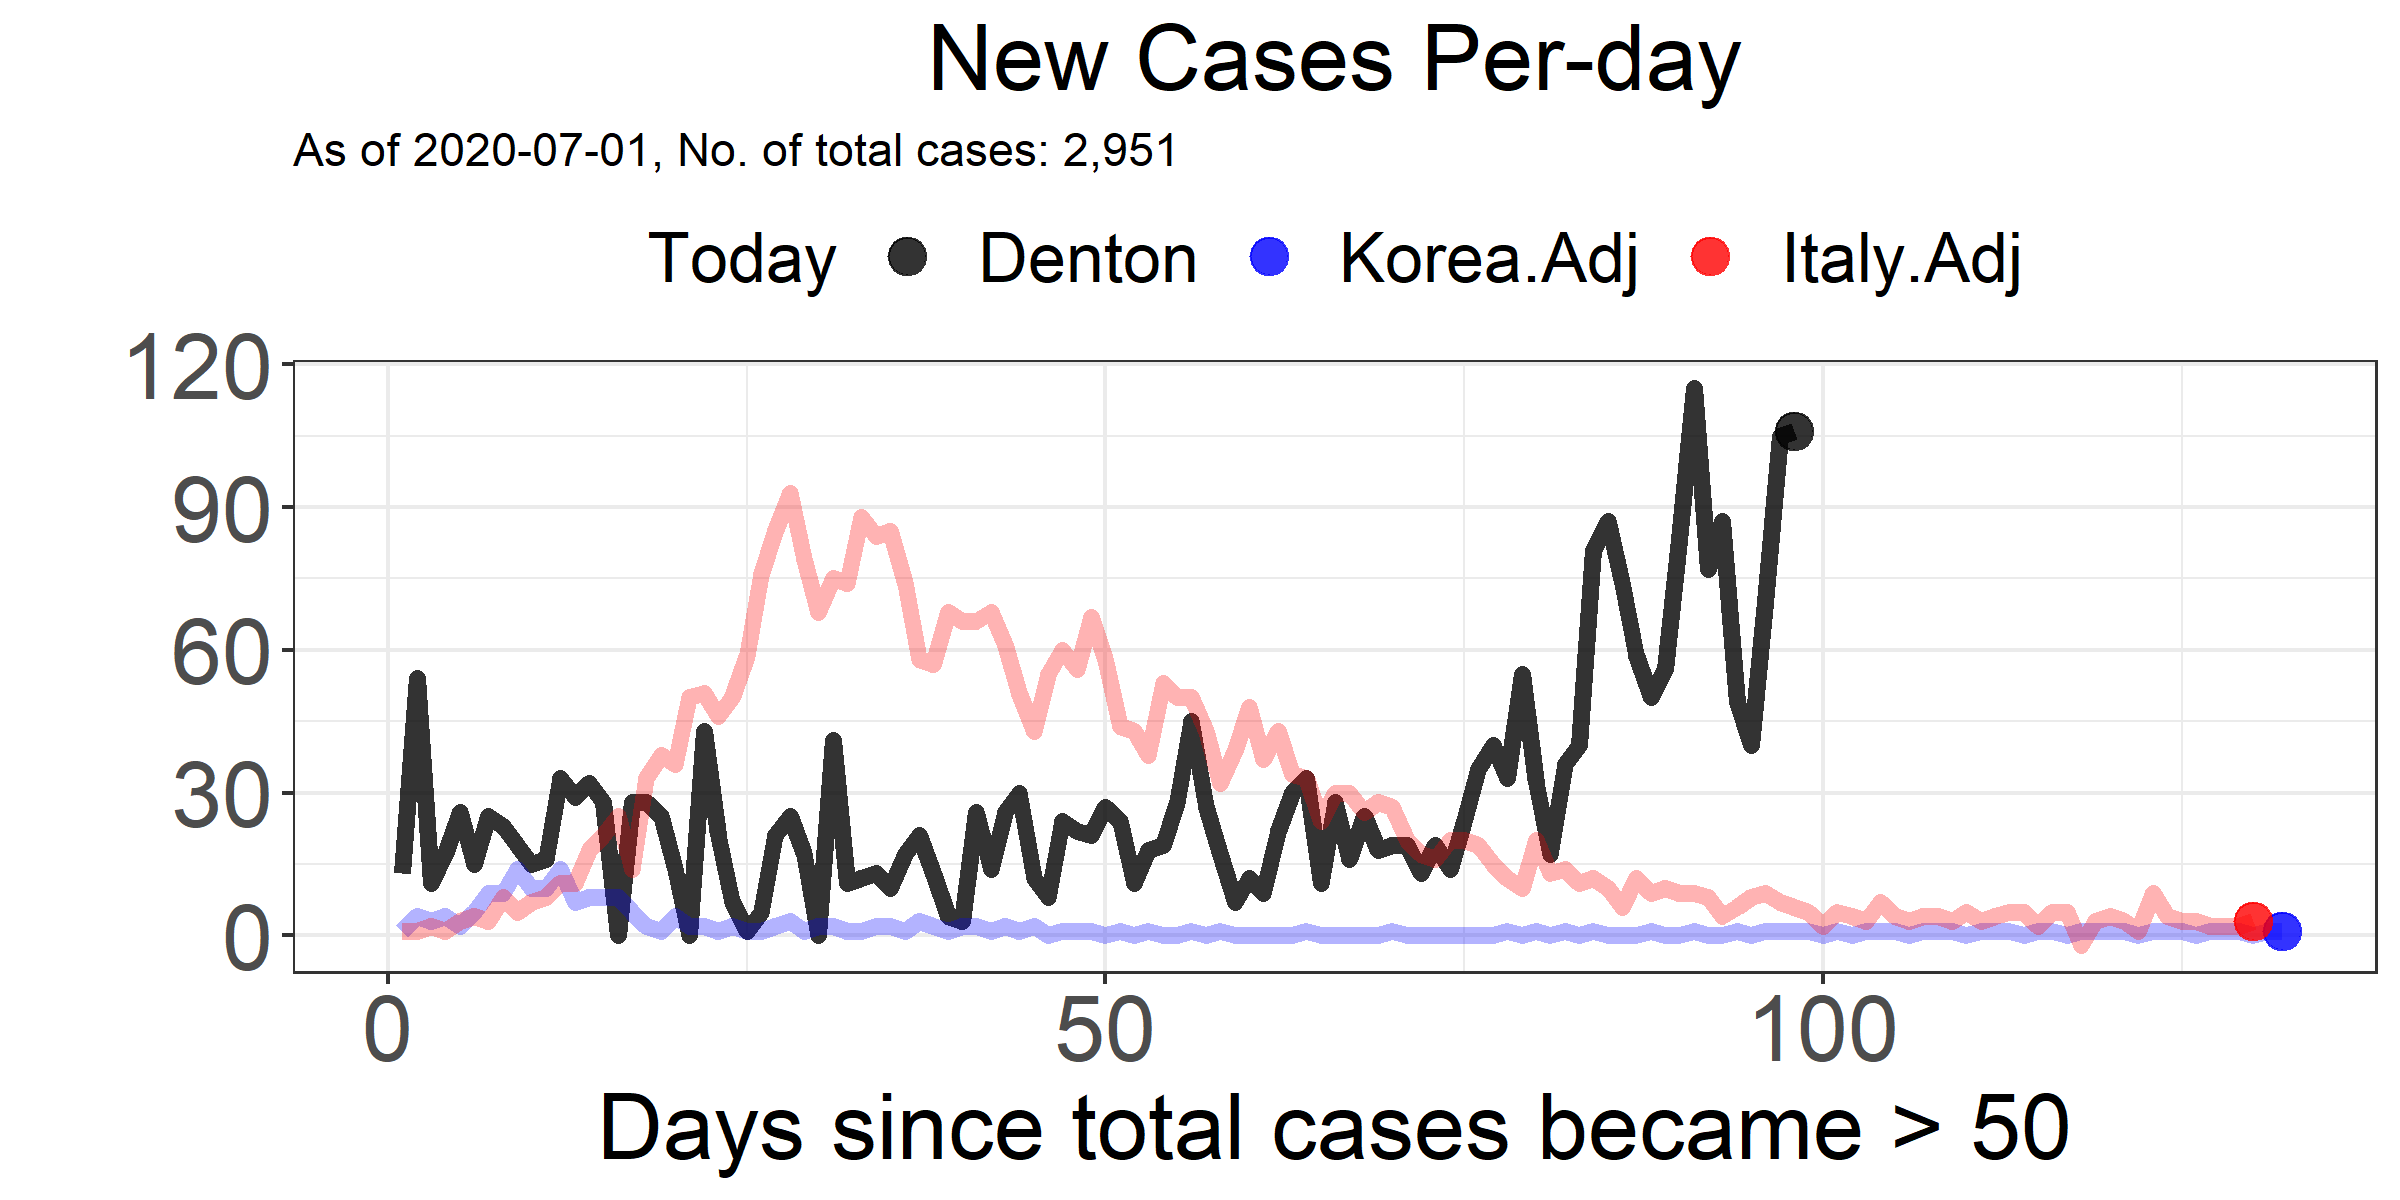 New Cases Per-day
As of 2020-07-01, No. of total cases: 2,951
Today Denton Korea.Adj Italy.Adj
120
90
60
30
0
0 50 100
Days since total cases became > 50